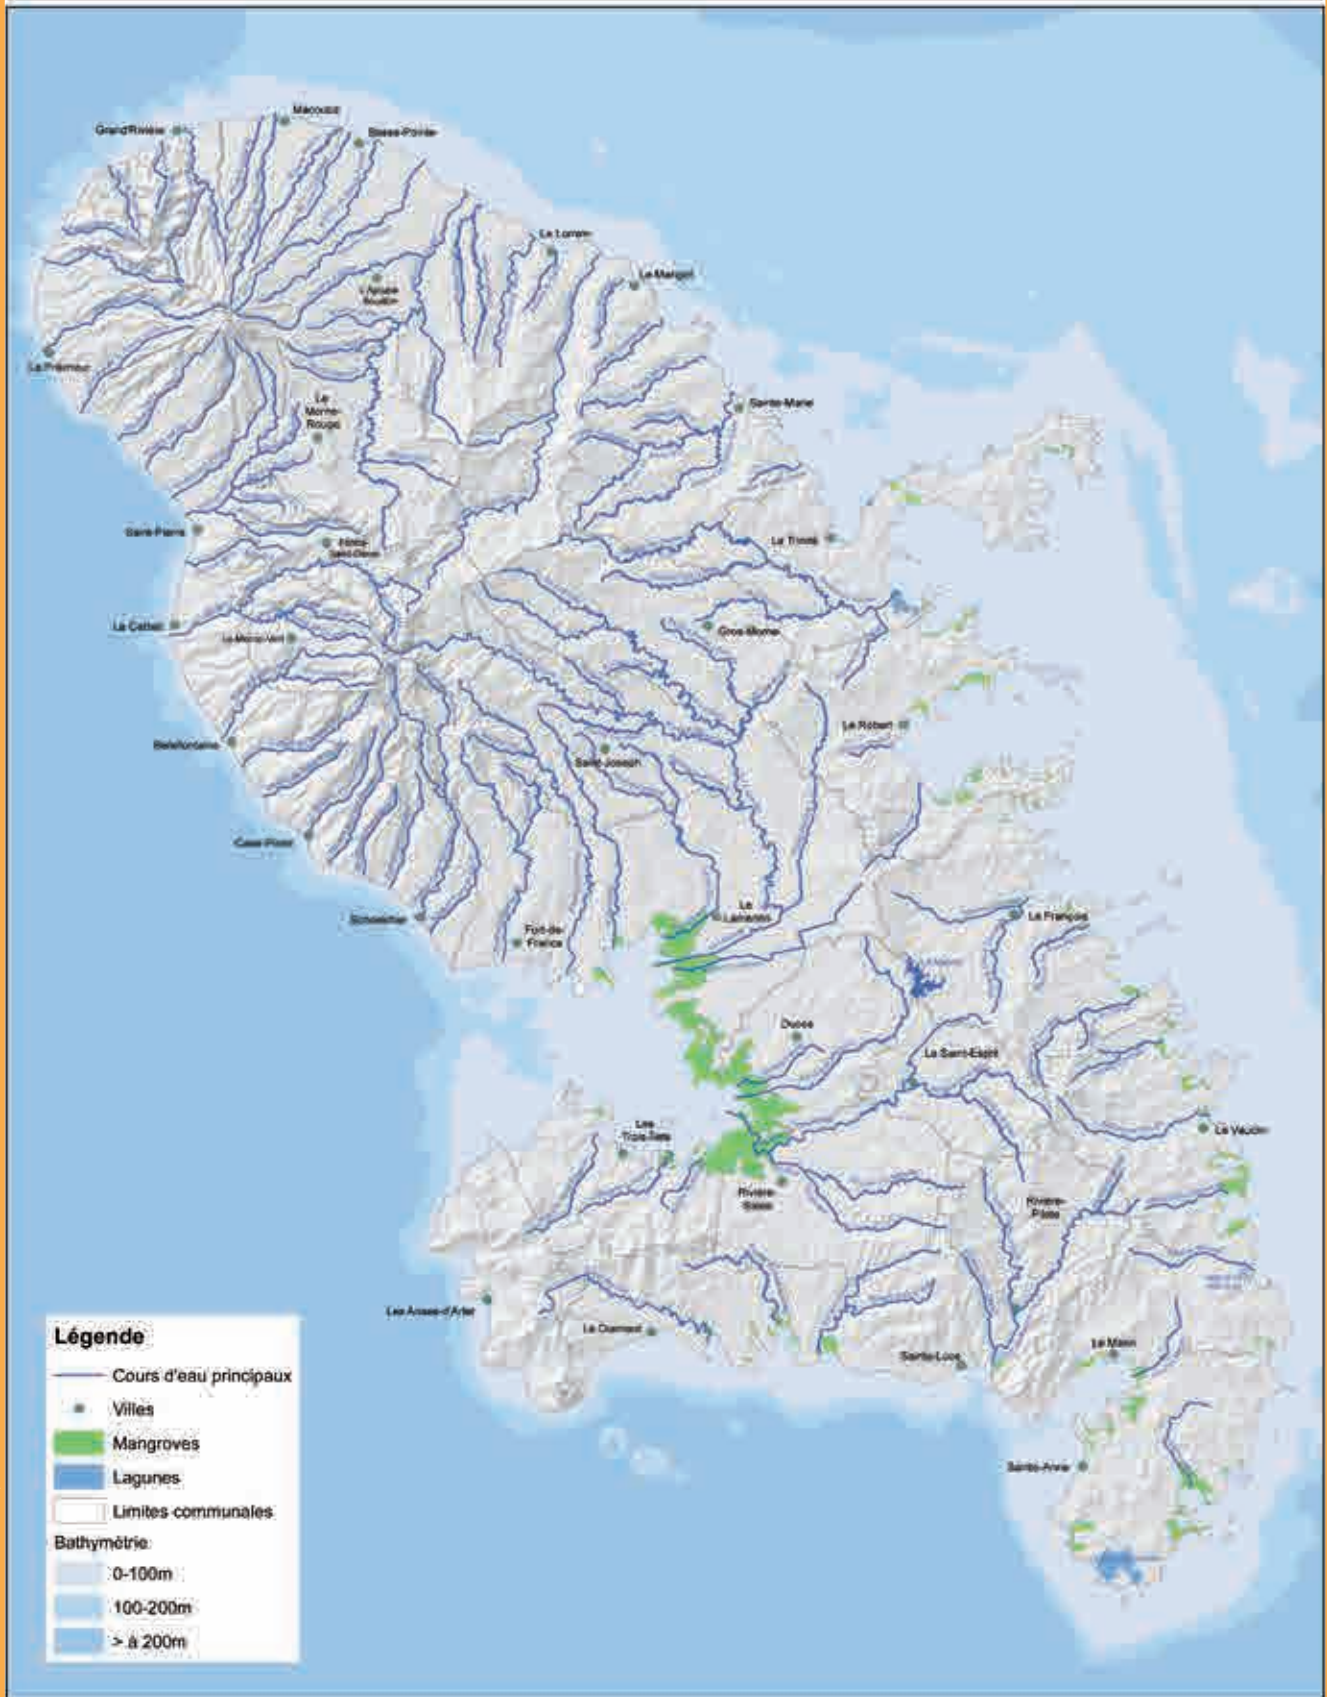 Macouba
Grand'Rivière
Basse-Pointe
Le Lorrain
Le Marigot
L'Ajoupa-
Bouillon
Le Prêcheur
Le
Morne-
Rouge
Sainte-Marie
Saint-Pierre
Fonds-
Saint-Denis
La Trinité
Le Carbet
Le Morne-Vert
Gros-Morne
Le Robert
Bellefontaine
Saint-Joseph
Case-Pilote
Schoelcher
Fort-de-
France
Le
Lamentin
Le François
Ducos
Le Saint-Esprit
Les
Trois-Îlets
Le Vauclin
Rivière-
Salée
Rivière-
Pilote
Les Anses-d'Arlet
Le Diamant
Sainte-Luce
Le Marin
Sainte-Anne
Légende
Cours d'eau principaux
Villes
Mangroves
Lagunes
Limites communales
Bathymétrie
0-100m
100-200m
> à 200m